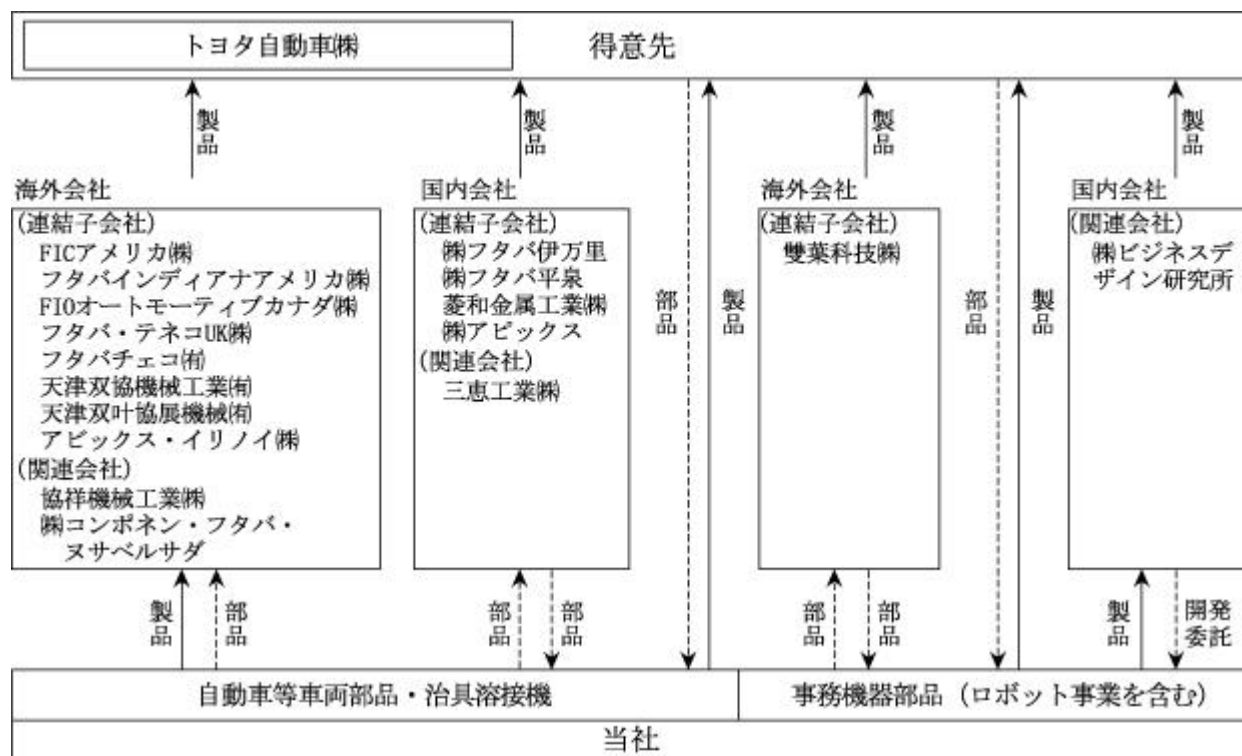 トヨタ自動車㈱
得意先
製品
製品
部品
製品
製品
部品
製品
製品
海外会社
(連結子会社)
FICアメリカ㈱
フタバインディアナアメリカ㈱
FIOオートモーティブカナダ㈱
フタバ・テネコUK㈱
フタバチェコ㈲
天津双協機械工業㈲
天津双叶協展機械㈲
アピックス・イリノイ㈱
(関連会社)
協祥機械工業㈱
㈱コンポネン・フタバ・
ヌサベルサダ
国内会社
(連結子会社)
㈱フタバ伊万里
㈱フタバ平泉
菱和金属工業㈱
㈱アピックス
(関連会社)
三恵工業㈱
海外会社
(連結子会社)
雙葉科技㈱
国内会社
(関連会社)
㈱ビジネスデ
ザイン研究所
製品
部品
部品
部品
部品
部品
製品
開発
委託
自動車等車両部品・治具溶接機
事務機器部品（ロボット事業を含む）
当社